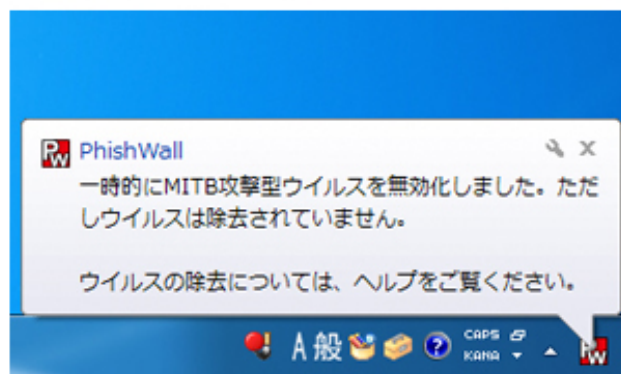 PhishWall
一時的にMITB攻撃型ウイルスを無効化しました。ただ
しウイルスは除去されていません。
ウイルスの除去については、ヘルプをご覧ください。
A 般 ? CAPS
KANA
PW